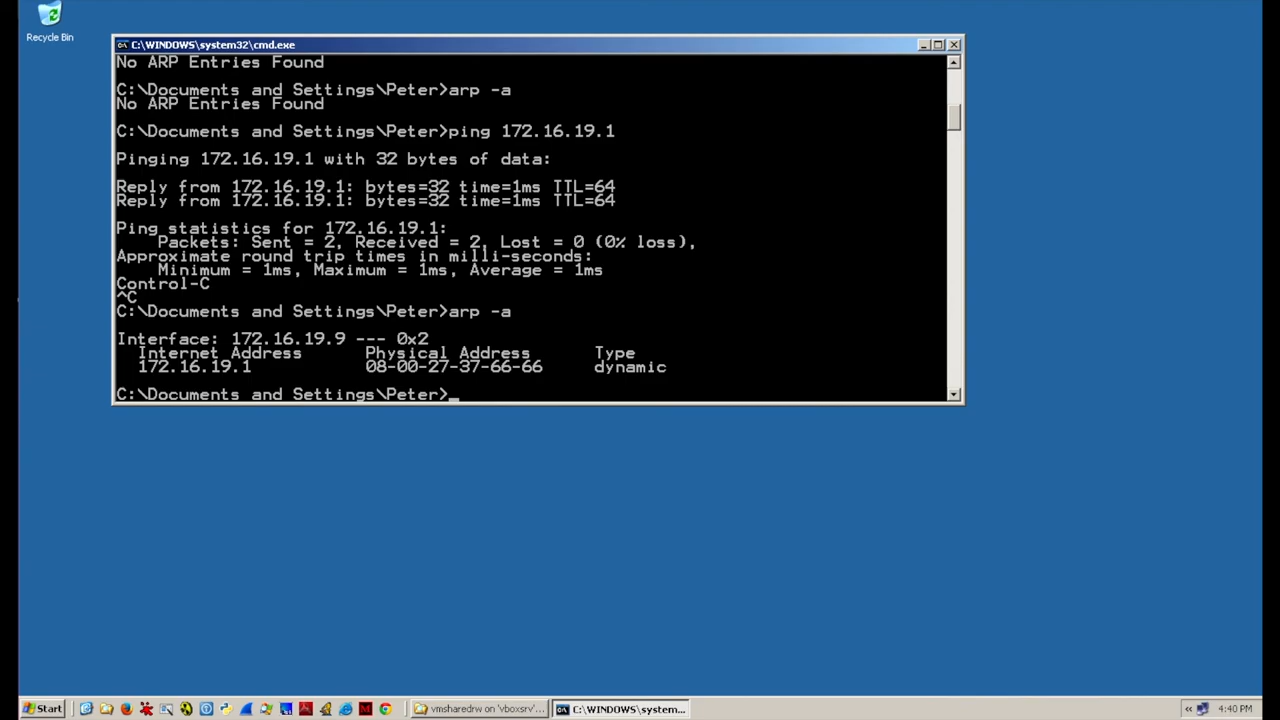 Recycle Bin
C:\WINDOWS\system32\cmd.exe
No ARP Entries Found
C:\Documents and Settings\Peter>arp -a
No ARP Entries Found
C:\Documents and Settings\Peter>ping 172.16.19.1
Pinging 172.16.19.1 with 32 bytes of data:
Reply from 172.16.19.1: bytes=32 time=1ms TTL=64
Reply from 172.16.19.1: bytes=32 time=1ms TTL=64
Ping statistics for 172.16.19.1:
Packets: Sent = 2, Received = 2, Lost = 0 (0% loss),
Approximate round trip times in milli-seconds:
Minimum = 1ms, Maximum = 1ms, Average = 1ms
Control-C
^C
C:\Documents and Settings\Peter>arp -a
Interface: 172.16.19.9 --- 0x2
Internet Address Physical Address Type
172.16.19.1 08-00-27-37-66-66 dynamic
C:\Documents and Settings\Peter>_
Start vmsharedrw on 'vboxsrv'... C:\WINDOWS\system... 4:40 PM